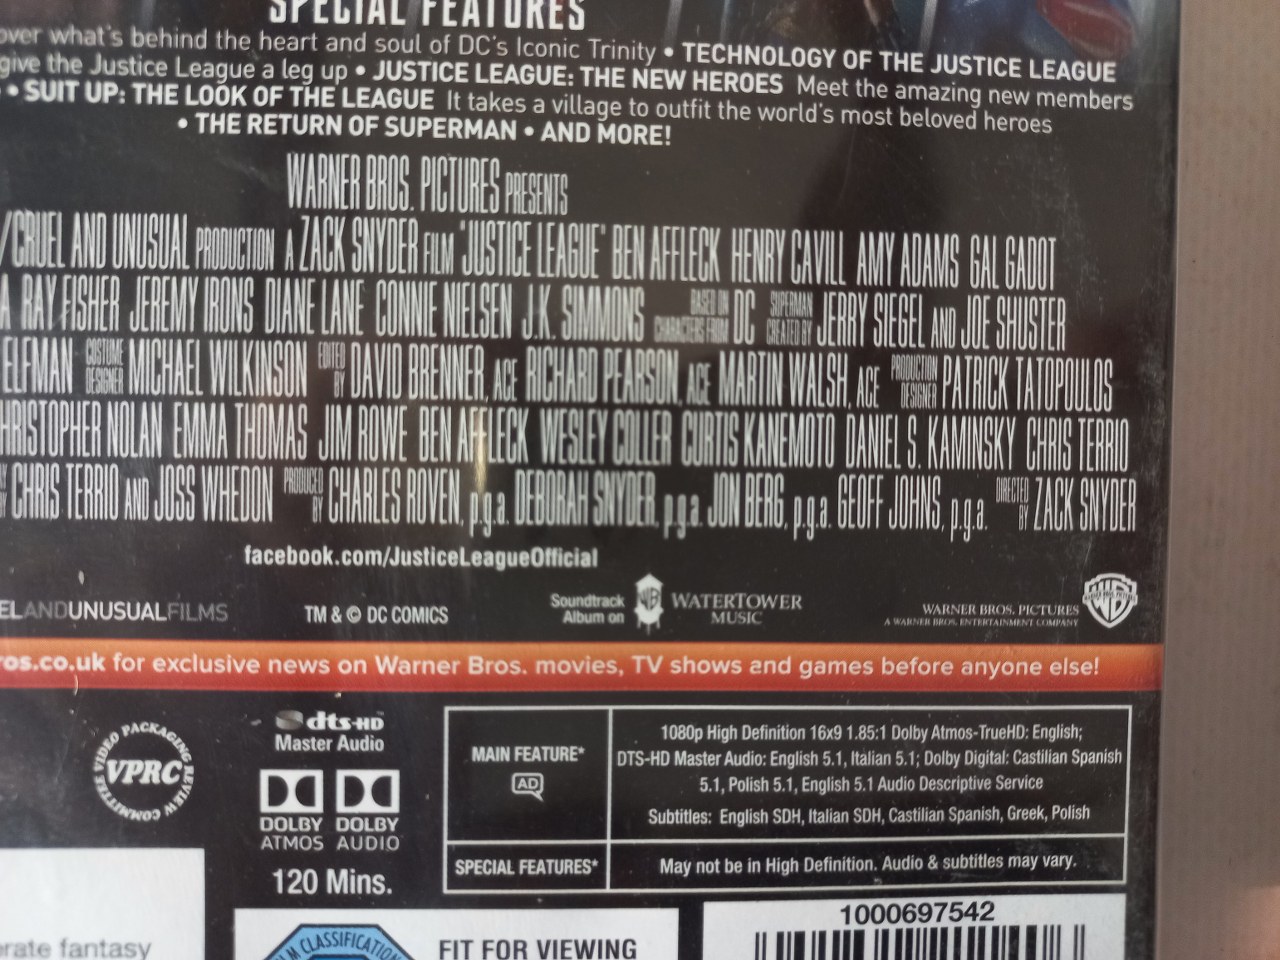 SPECIAL FEATURES
over what's behind the heart and soul of DC's Iconic Trinity • TECHNOLOGY OF THE JUSTICE LEAGUE
give the Justice League a leg up • JUSTICE LEAGUE: THE NEW HEROES Meet the amazing new members
• SUIT UP: THE LOOK OF THE LEAGUE It takes a village to outfit the world's most beloved heroes
• THE RETURN OF SUPERMAN • AND MORE!
WARNER BROS. PICTURES PRESENTS
/CRUEL AND UNUSUAL PRODUCTION A ZACK SNYDER FILM "JUSTICE LEAGUE" BEN AFFLECK HENRY CAVILL AMY ADAMS GAL GADOT
A RAY FISHER JEREMY IRONS DIANE LANE CONNIE NIELSEN J.K. SIMMONS BASED ON CHARACTERS FROM DC SUPERMAN CREATED BY JERRY SIEGEL AND JOE SHUSTER
ELFMAN COSTUME DESIGNER MICHAEL WILKINSON EDITED BY DAVID BRENNER, ACE RICHARD PEARSON, ACE MARTIN WALSH, ACE PRODUCTION DESIGNER PATRICK TATOPOULOS
HRISTOPHER NOLAN EMMA THOMAS JIM ROWE BEN AFFLECK WESLEY COLLER CURTIS KANEMOTO DANIEL S. KAMINSKY CHRIS TERRIO
BY CHRIS TERRIO AND JOSS WHEDON PRODUCED BY CHARLES ROVEN, p.g.a. DEBORAH SNYDER, p.g.a. JON BERG, p.g.a. GEOFF JOHNS, p.g.a. DIRECTED BY ZACK SNYDER
facebook.com/JusticeLeagueOfficial
ELANDUNUSUALFILMS TM & © DC COMICS Soundtrack Album on WB WATERTOWER MUSIC WARNER BROS. PICTURES
A WARNER BROS. ENTERTAINMENT COMPANY
os.co.uk for exclusive news on Warner Bros. movies, TV shows and games before anyone else!
VIDEO PACKAGING REVIEW COMMITTEE
VPRC
dts-HD
Master Audio
DOLBY ATMOS
DOLBY AUDIO
120 Mins.
MAIN FEATURE*
AD
1080p High Definition 16x9 1.85:1 Dolby Atmos-TrueHD: English;
DTS-HD Master Audio: English 5.1, Italian 5.1; Dolby Digital: Castilian Spanish
5.1, Polish 5.1, English 5.1 Audio Descriptive Service
Subtitles: English SDH, Italian SDH, Castilian Spanish, Greek, Polish
SPECIAL FEATURES* May not be in High Definition. Audio & subtitles may vary.
1000697542
erate fantasy
LM CLASSIFICATION
FIT FOR VIEWING